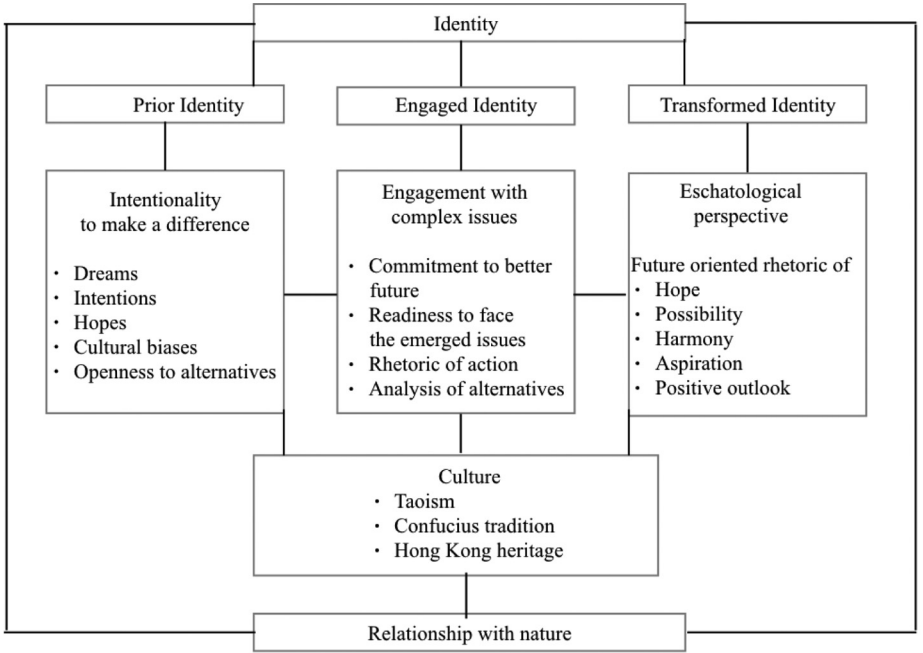 Identity
Prior Identity
Engaged Identity
Transformed Identity
Intentionality
to make a difference
· Dreams
· Intentions
· Hopes
· Cultural biases
· Openness to alternatives
Engagement with
complex issues
· Commitment to better
future
· Readiness to face
the emerged issues
· Rhetoric of action
· Analysis of alternatives
Eschatological
perspective
Future oriented rhetoric of
· Hope
· Possibility
· Harmony
· Aspiration
· Positive outlook
Culture
· Taoism
· Confucius tradition
· Hong Kong heritage
Relationship with nature